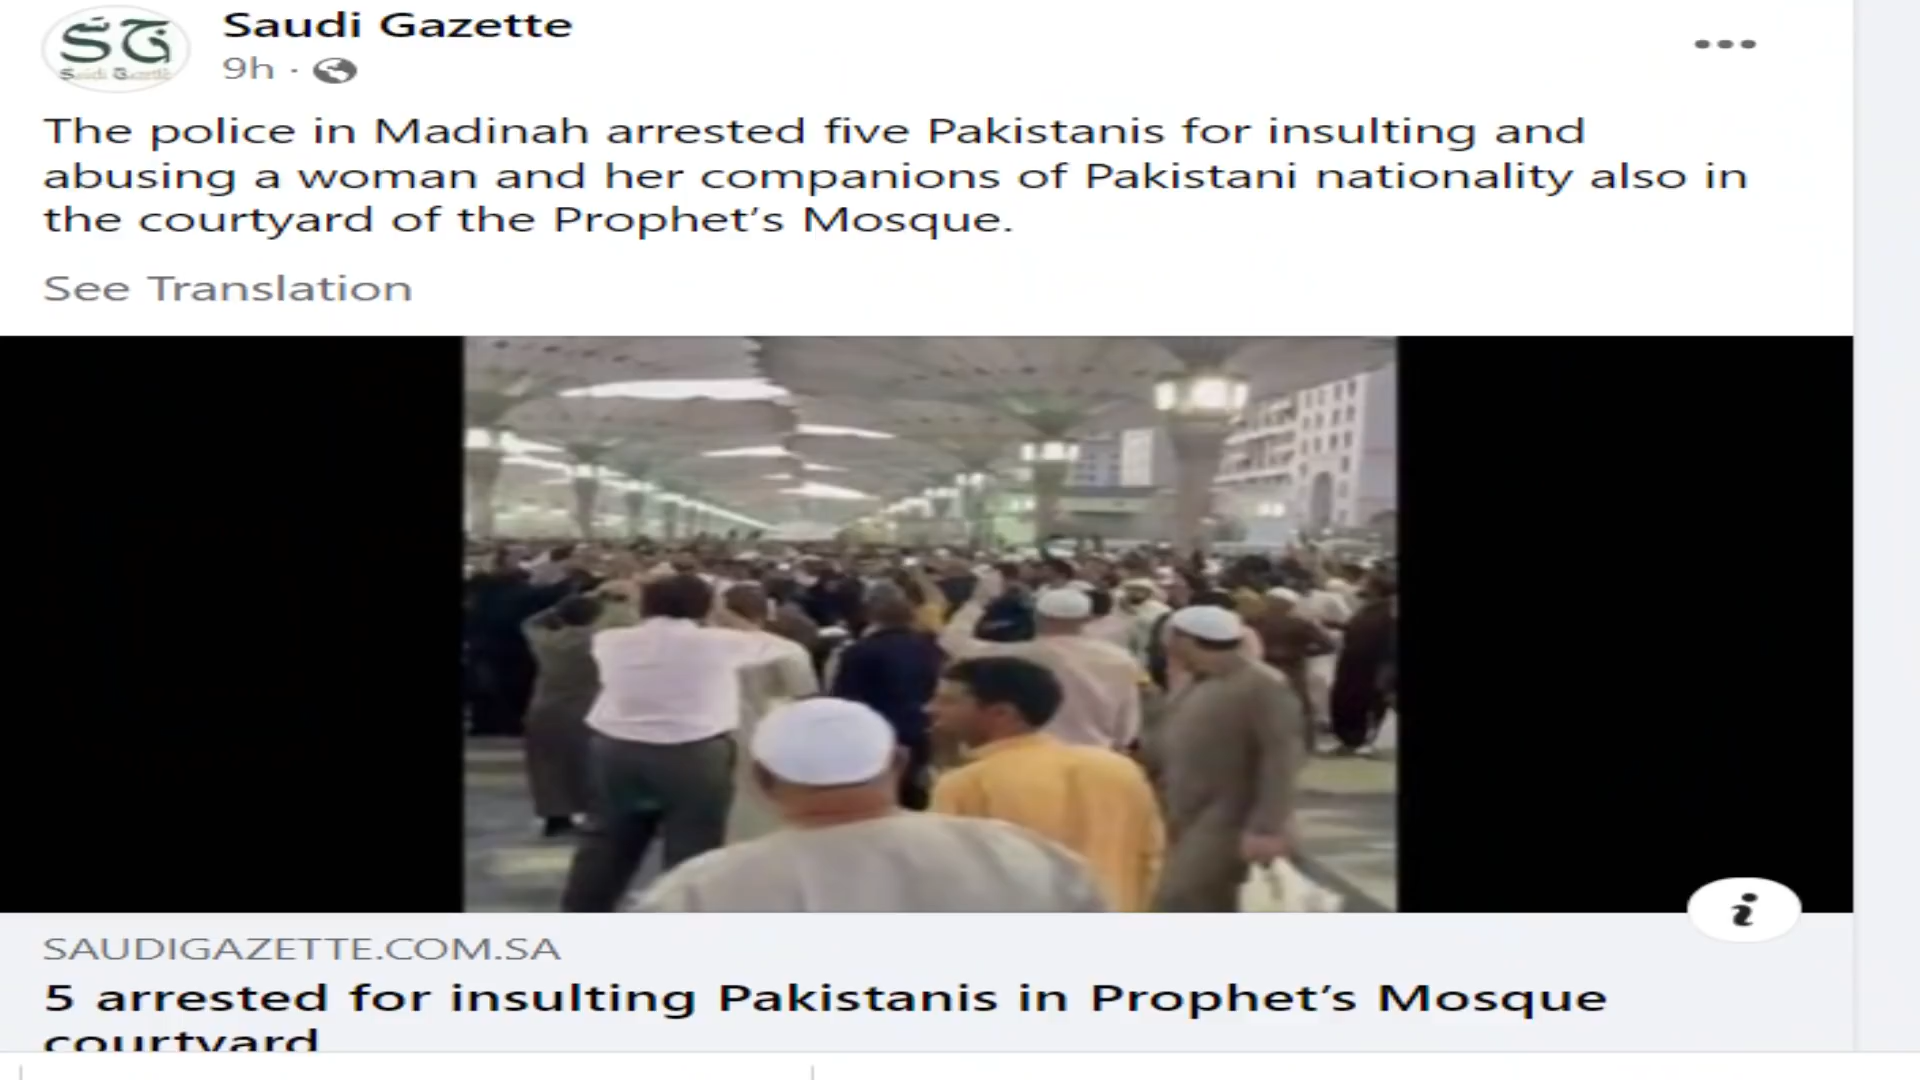 Saudi Gazette
9h ·
The police in Madinah arrested five Pakistanis for insulting and
abusing a woman and her companions of Pakistani nationality also in
the courtyard of the Prophet’s Mosque.
See Translation
SAUDIGAZETTE.COM.SA
5 arrested for insulting Pakistanis in Prophet’s Mosque
courtyard